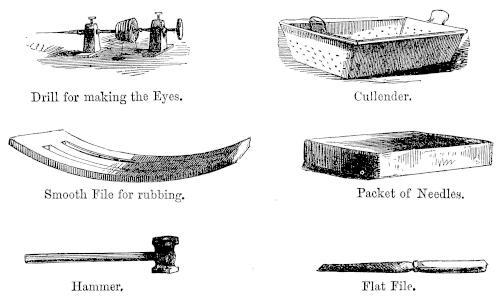 Drill for making the Eyes.
Cullender.
Smooth File for rubbing.
Packet of Needles.
Hammer.
Flat File.